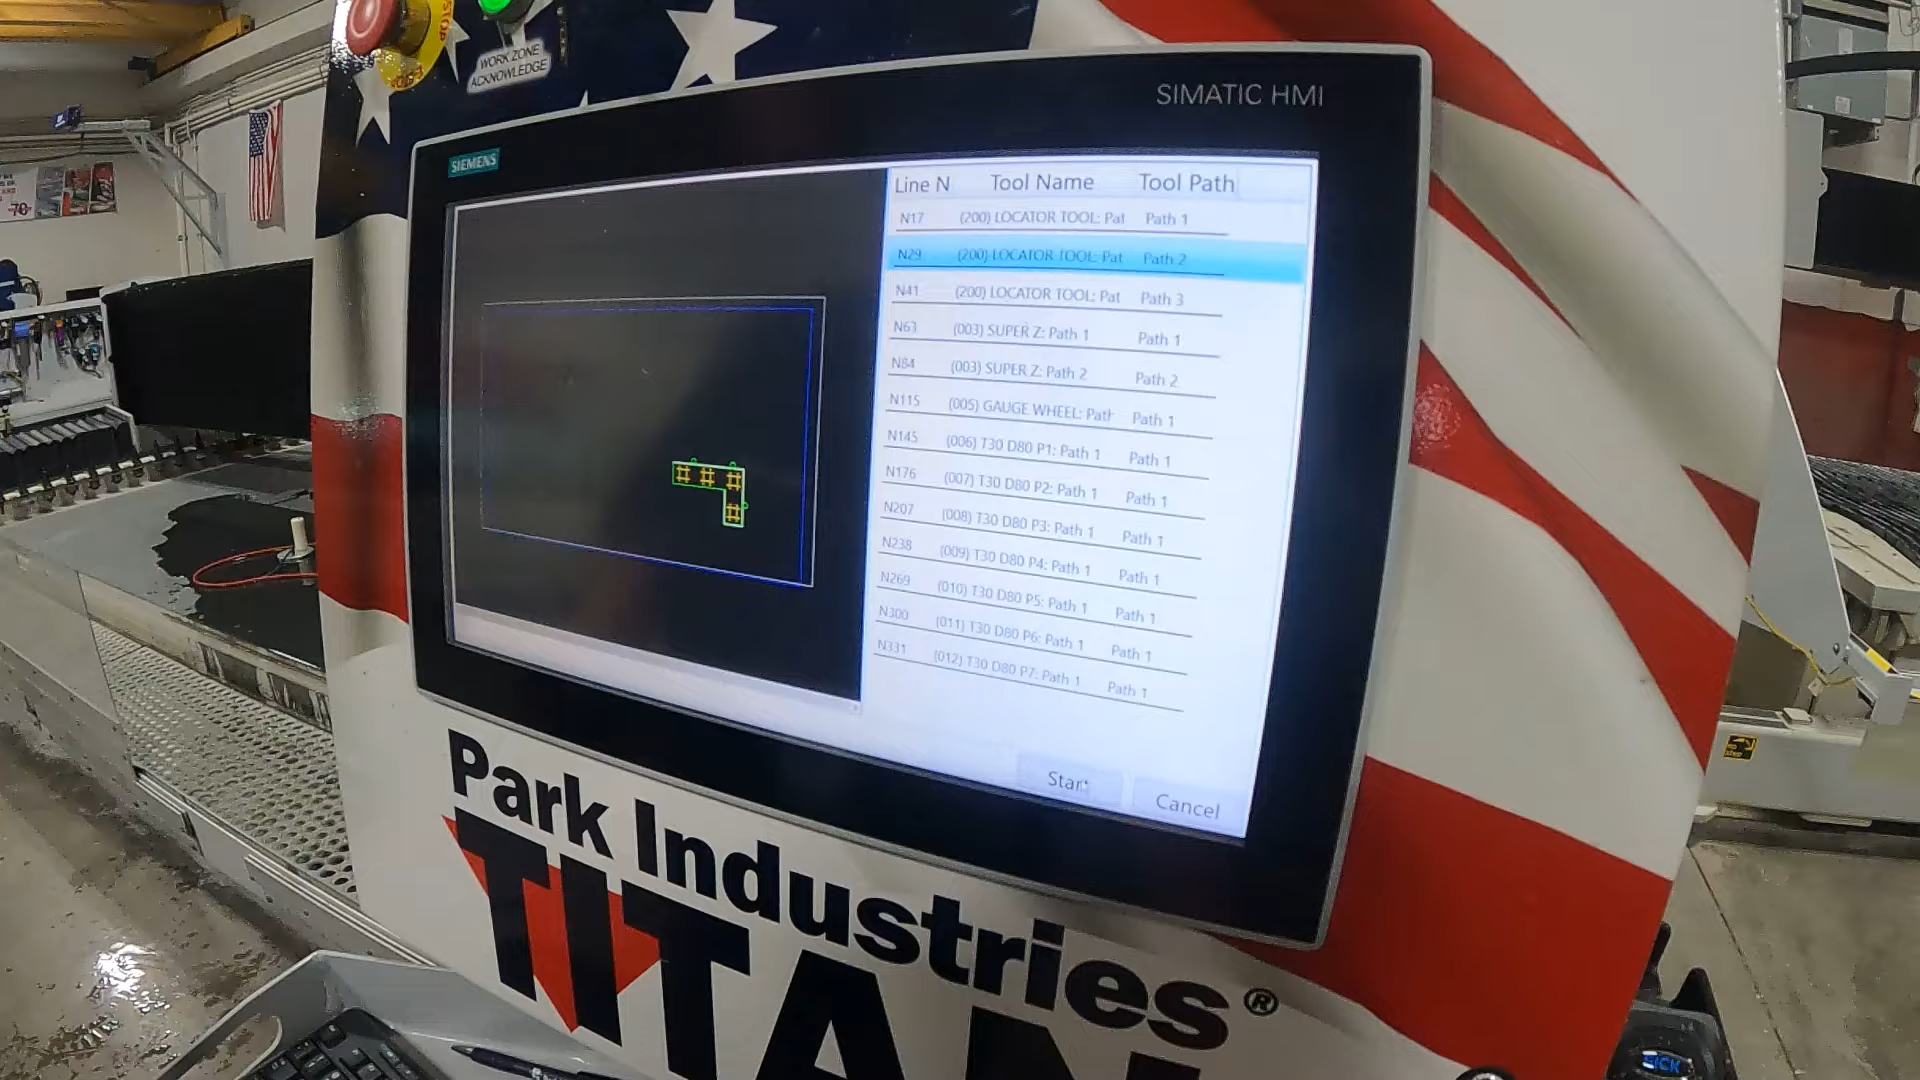 STOP
WORK ZONE
ACKNOWLEDGE
SIMATIC HMI
SIEMENS
Line N Tool Name Tool Path
N17 (200) LOCATOR TOOL: Pat Path 1
N29 (200) LOCATOR TOOL: Pat Path 2
N41 (200) LOCATOR TOOL: Pat Path 3
N63 (003) SUPER Z: Path 1 Path 1
N84 (003) SUPER Z: Path 2 Path 2
N115 (005) GAUGE WHEEL: Path Path 1
N145 (006) T30 D80 P1: Path 1 Path 1
N176 (007) T30 D80 P2: Path 1 Path 1
N207 (008) T30 D80 P3: Path 1 Path 1
N238 (009) T30 D80 P4: Path 1 Path 1
N269 (010) T30 D80 P5: Path 1 Path 1
N300 (011) T30 D80 P6: Path 1 Path 1
N331 (012) T30 D80 P7: Path 1 Path 1
Start Cancel
Park Industries®
TITAN
SICK